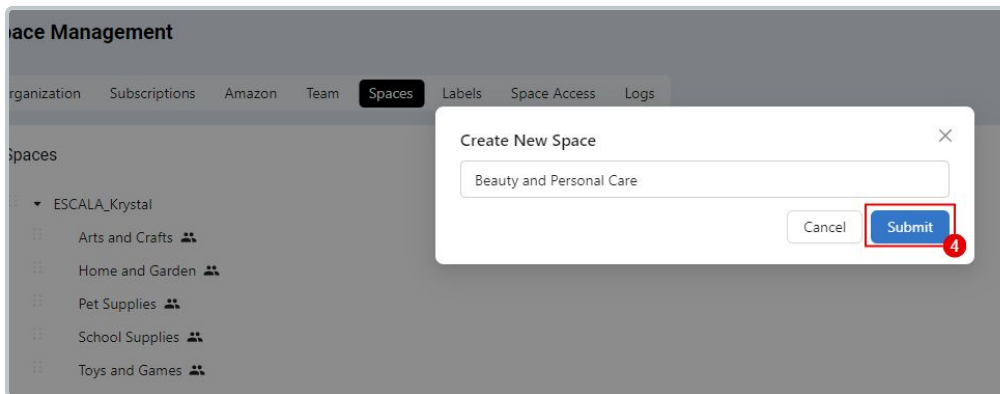 ace Management
rganization Subscriptions Amazon Team Spaces Labels Space Access Logs
Create New Space
Spaces
Beauty and Personal Care
ESCALA_Krystal
Cancel Submit
4
Arts and Crafts
Home and Garden
Pet Supplies
School Supplies
Toys and Games